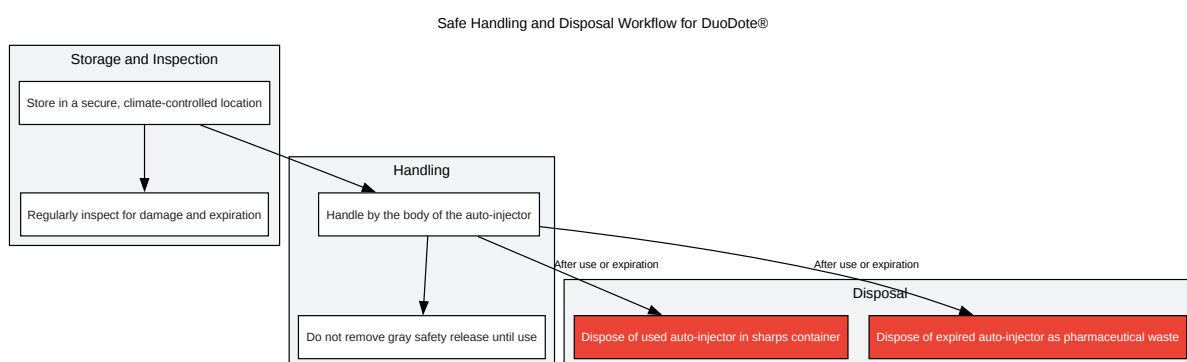 Safe Handling and Disposal Workflow for DuoDote®
Storage and Inspection
Store in a secure, climate-controlled location
Regularly inspect for damage and expiration
Handling
Handle by the body of the auto-injector
Do not remove gray safety release until use
After use or expiration
After use or expiration
Disposal
Dispose of used auto-injector in sharps container
Dispose of expired auto-injector as pharmaceutical waste